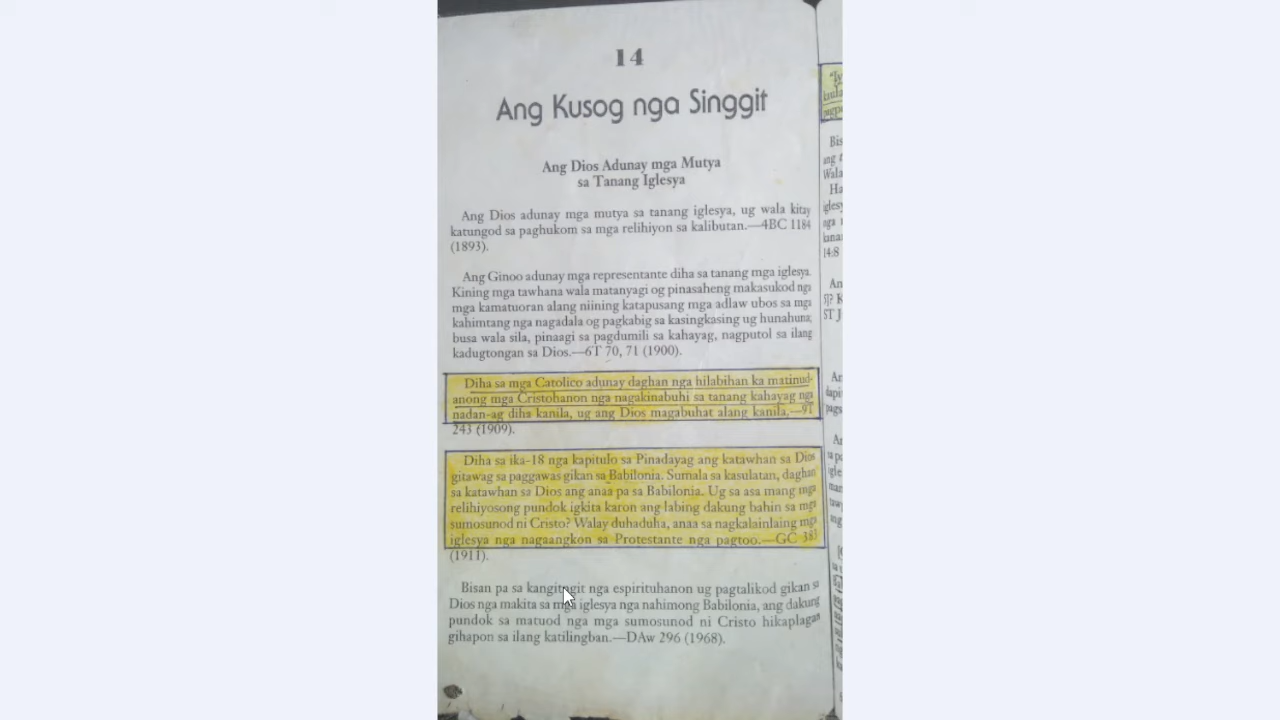 14
Ang Kusog nga Singgit
Ang Dios Adunay mga Mutya
sa Tanang Iglesya
Ang Dios adunay mga mutya sa tanang iglesya, ug wala kitay
katungod sa paghukom sa mga relihiyon sa kalibutan.—4BC 1184
(1893).
Ang Ginoo adunay mga representante diha sa tanang mga iglesya.
Kining mga tawhana wala matanyagi og pinasaheng makasukod nga
mga kamatuoran alang niining katapusang mga adlaw ubos sa mga
kahimtang nga nagadala og pagkabig sa kasingkasing ug hunahuna;
busa wala sila, pinaagi sa pagdumili sa kahayag, nagputol sa ilang
kadugtongan sa Dios.—6T 70, 71 (1900).
Diha sa mga Catolico adunay daghan nga hilabihan ka matinud-
anong mga Cristohanon nga nagakinabuhi sa tanang kahayag nga
nadan-ag diha kanila, ug ang Dios magabuhat alang kanila.—9T
243 (1909).
Diha sa ika-18 nga kapitulo sa Pinadayag ang katawhan sa Dios
gitawag sa paggawas gikan sa Babilonia. Sumala sa kasulatan, daghan
sa katawhan sa Dios ang anaa pa sa Babilonia. Ug sa asa mang mga
relihiyosong pundok igkita karon ang labing dakung bahin sa mga
sumosunod ni Cristo? Walay duhaduha, anaa sa nagkalainlaing mga
iglesya nga nagaangkon sa Protestante nga pagtoo.—GC 383
(1911).
Bisan pa sa kangitngit nga espirituhanon ug pagtalikod gikan sa
Dios nga makita sa mga iglesya nga nahimong Babilonia, ang dakung
pundok sa matuod nga mga sumosunod ni Cristo hikaplagan
gihapon sa ilang katilingban.—DAw 296 (1968).